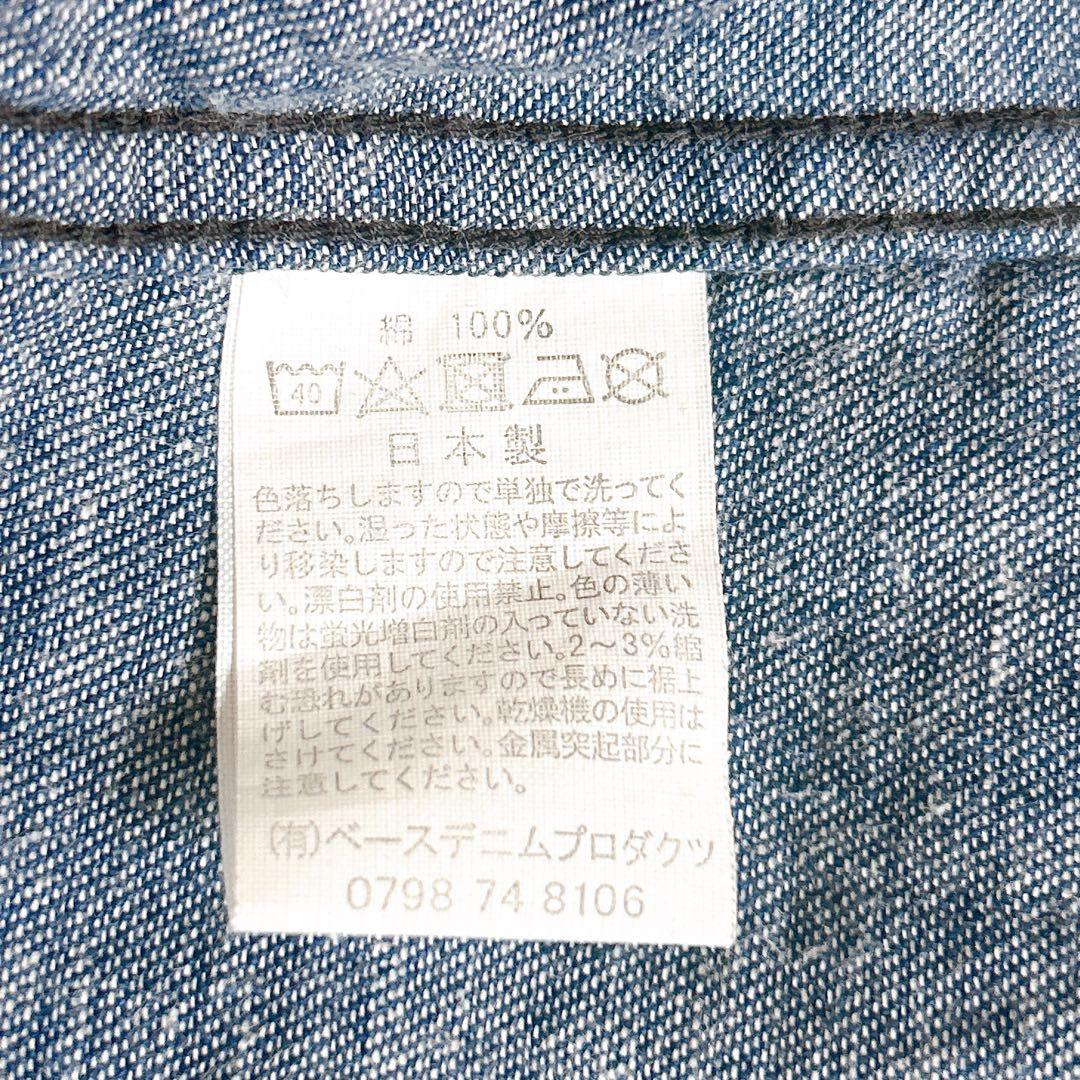 綿 100%
40
日本製
色落ちしますので単独で洗ってく
ださい。湿った状態や摩擦等によ
り移染しますので注意してくださ
い。漂白剤の使用禁止。色の薄い
物は蛍光増白剤の入っていない洗
剤を使用してください。2～3%縮
む恐れがありますので長めに裾上
げしてください。乾燥機の使用は
さけてください。金属突起部分に
注意してください。
(有)ベースデニムプロダクツ
0798 74 8106